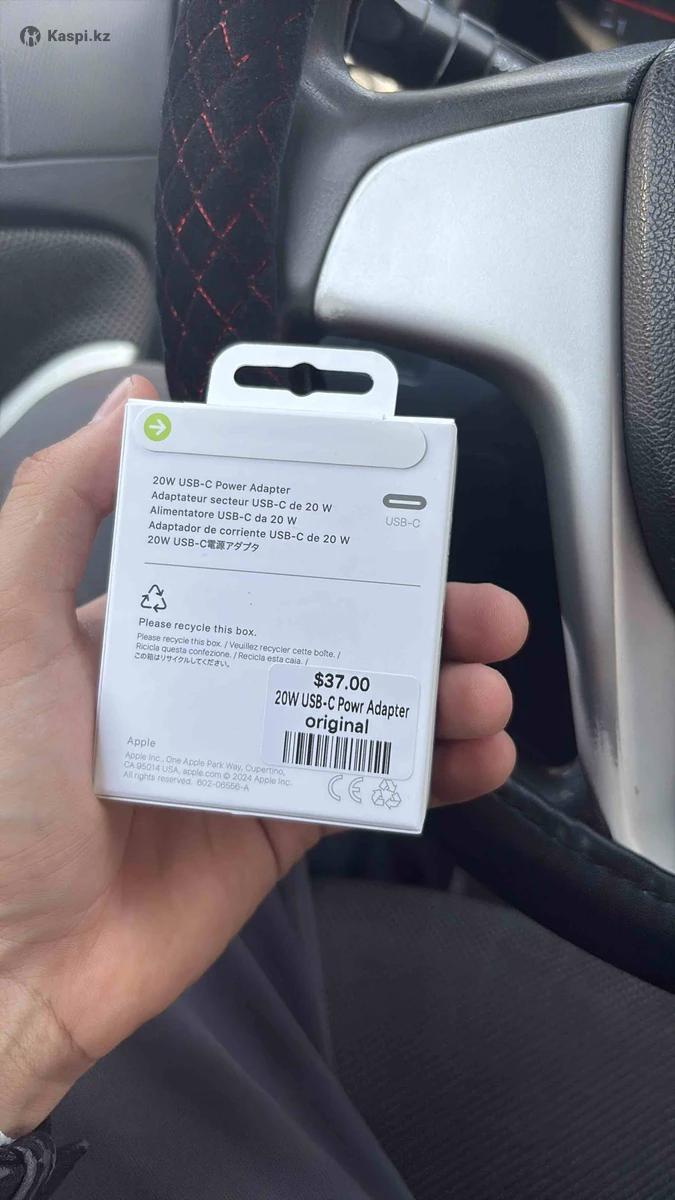 Kaspi.kz
20W USB-C Power Adapter
Adaptateur secteur USB-C de 20 W
Alimentatore USB-C da 20 W
Adaptador de corriente USB-C de 20 W
20W USB-C電源アダプタ
USB-C
Please recycle this box.
Please recycle this box. / Veuillez recycler cette boîte. /
Ricicla questa confezione. / Recicla esta caja. /
この箱はリサイクルしてください。
$37.00
20W USB-C Powr Adapter
original
Apple
Apple Inc., One Apple Park Way, Cupertino,
CA 95014 USA. apple.com © 2024 Apple Inc.
All rights reserved. 602-06556-A
CE